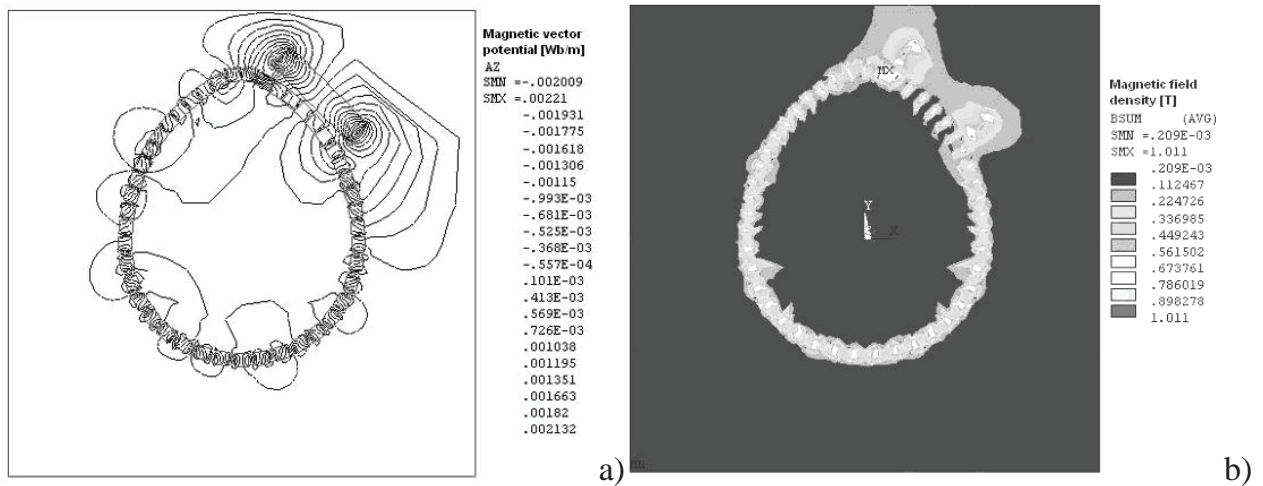 Magnetic vector
potential [Wb/m]
AZ
SMN =-.002009
SMX =.00221
-.001931
-.001775
-.001618
-.001306
-.00115
-.993E-03
-.681E-03
-.525E-03
-.368E-03
-.557E-04
.101E-03
.413E-03
.569E-03
.726E-03
.001038
.001195
.001351
.001663
.00182
.002132
a)
MX
Y
X
MN
Magnetic field
density [T]
BSUM (AVG)
SMN =.209E-03
SMX =1.011
.209E-03
.112467
.224726
.336985
.449243
.561502
.673761
.786019
.898278
1.011
b)